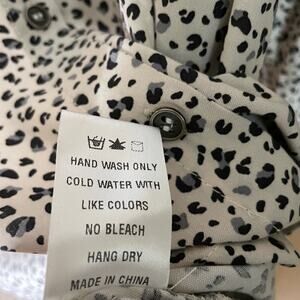 HAND WASH ONLY
COLD WATER WITH
LIKE COLORS
NO BLEACH
HANG DRY
MADE IN CHINA